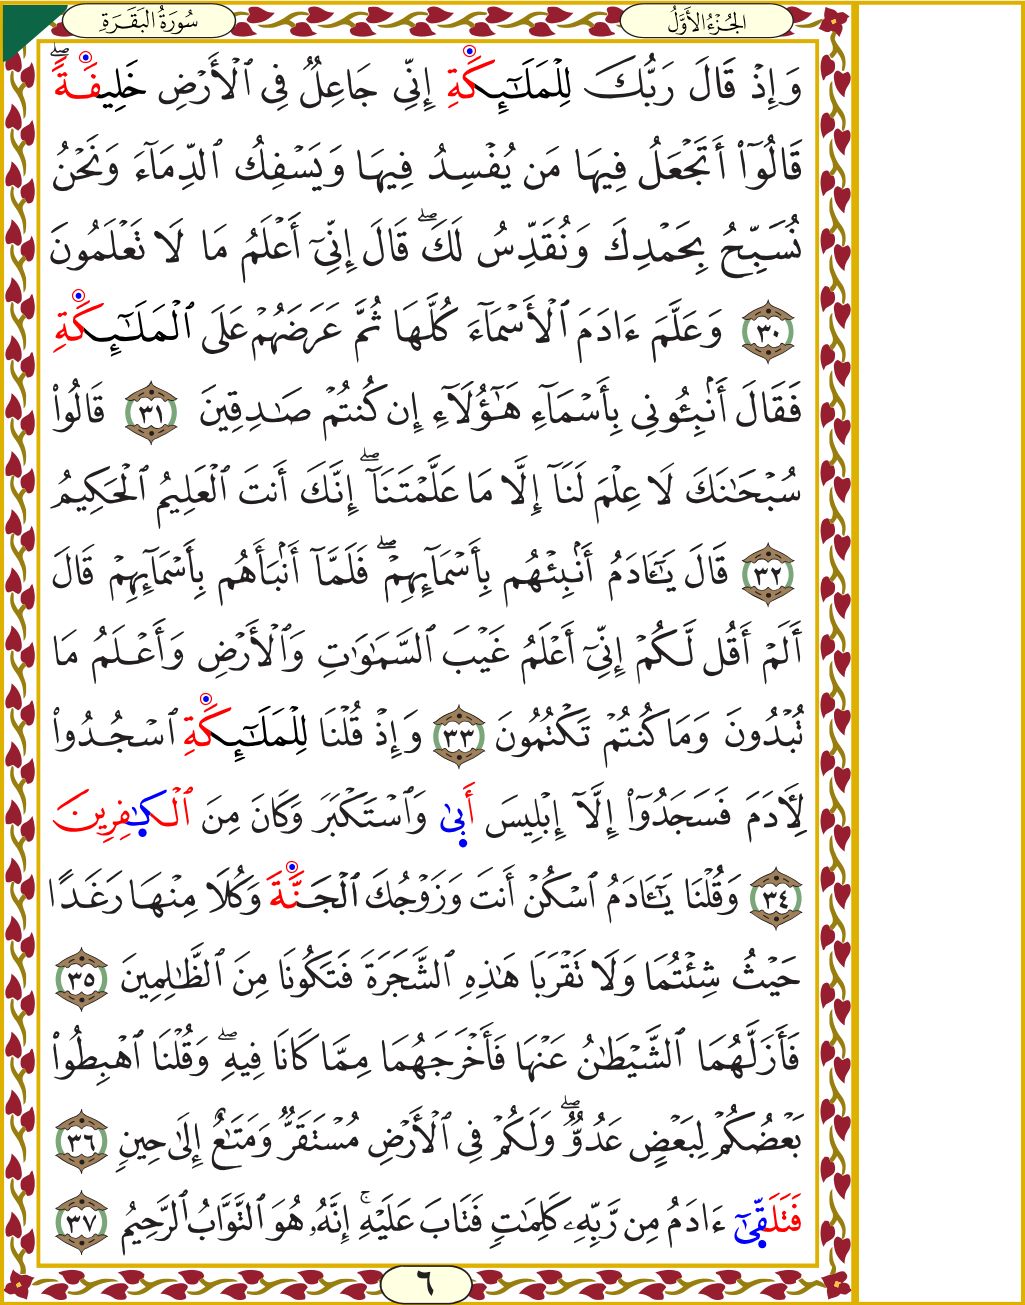 سُورَةُ البَقَرَةِ
الجُزءُ الأَوَّلُ
وَإِذْ قَالَ رَبُّكَ لِلْمَلَـٰٓئِكَةِ إِنِّى جَاعِلٌ فِى ٱلْأَرْضِ خَلِيفَةًۖ
قَالُوٓا۟ أَتَجْعَلُ فِيهَا مَن يُفْسِدُ فِيهَا وَيَسْفِكُ ٱلدِّمَآءَ وَنَحْنُ
نُسَبِّحُ بِحَمْدِكَ وَنُقَدِّسُ لَكَۖ قَالَ إِنِّىٓ أَعْلَمُ مَا لَا تَعْلَمُونَ
٣٠ وَعَلَّمَ ءَادَمَ ٱلْأَسْمَآءَ كُلَّهَا ثُمَّ عَرَضَهُمْ عَلَى ٱلْمَلَـٰٓئِكَةِ
فَقَالَ أَنۢبِـُٔونِى بِأَسْمَآءِ هَـٰٓؤُلَآءِ إِن كُنتُمْ صَـٰدِقِينَ ٣١ قَالُوا۟
سُبْحَـٰنَكَ لَا عِلْمَ لَنَآ إِلَّا مَا عَلَّمْتَنَآۖ إِنَّكَ أَنتَ ٱلْعَلِيمُ ٱلْحَكِيمُ
٣٢ قَالَ يَـٰٓـَٔادَمُ أَنۢبِئْهُم بِأَسْمَآئِهِمْۖ فَلَمَّآ أَنۢبَأَهُم بِأَسْمَآئِهِمْ قَالَ
أَلَمْ أَقُل لَّكُمْ إِنِّىٓ أَعْلَمُ غَيْبَ ٱلسَّمَـٰوَٰتِ وَٱلْأَرْضِ وَأَعْلَمُ مَا
تُبْدُونَ وَمَا كُنتُمْ تَكْتُمُونَ ٣٣ وَإِذْ قُلْنَا لِلْمَلَـٰٓئِكَةِ ٱسْجُدُوا۟
لِـَٔادَمَ فَسَجَدُوٓا۟ إِلَّآ إِبْلِيسَ أَبَىٰ وَٱسْتَكْبَرَ وَكَانَ مِنَ ٱلْكَـٰفِرِينَ
٣٤ وَقُلْنَا يَـٰٓـَٔادَمُ ٱسْكُنْ أَنتَ وَزَوْجُكَ ٱلْجَنَّةَ وَكُلَا مِنْهَا رَغَدًا
حَيْثُ شِئْتُمَا وَلَا تَقْرَبَا هَـٰذِهِ ٱلشَّجَرَةَ فَتَكُونَا مِنَ ٱلظَّـٰلِمِينَ ٣٥
فَأَزَلَّهُمَا ٱلشَّيْطَـٰنُ عَنْهَا فَأَخْرَجَهُمَا مِمَّا كَانَا فِيهِۖ وَقُلْنَا ٱهْبِطُوا۟
بَعْضُكُمْ لِبَعْضٍ عَدُوٌّۖ وَلَكُمْ فِى ٱلْأَرْضِ مُسْتَقَرٌّ وَمَتَـٰعٌ إِلَىٰ حِينٍ ٣٦
فَتَلَقَّىٰٓ ءَادَمُ مِن رَّبِّهِۦ كَلِمَـٰتٍ فَتَابَ عَلَيْهِۚ إِنَّهُۥ هُوَ ٱلتَّوَّابُ ٱلرَّحِيمُ ٣٧
٦